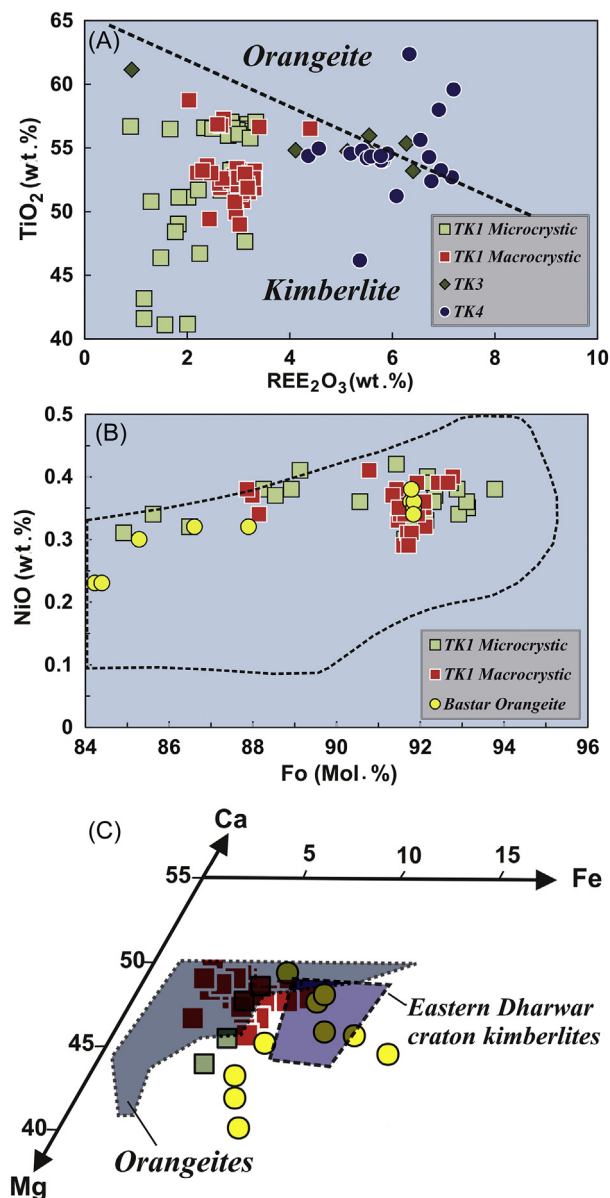 (A)
Orangeite
Kimberlite
TiO2 (wt.%)
65
60
55
50
45
40
0
2
4
6
8
10
REE2O3(wt.%)
TK1 Microcrystic
TK1 Macrocrystic
TK3
TK4
(B)
NiO (wt.%)
0.5
0.4
0.3
0.2
0.1
0
84
86
88
90
92
94
96
Fo (Mol.%)
TK1 Microcrystic
TK1 Macrocrystic
Bastar Orangeite
(C)
Ca
5
10
15
Fe
55
50
45
40
Mg
Eastern Dharwar
craton kimberlites
Orangeites